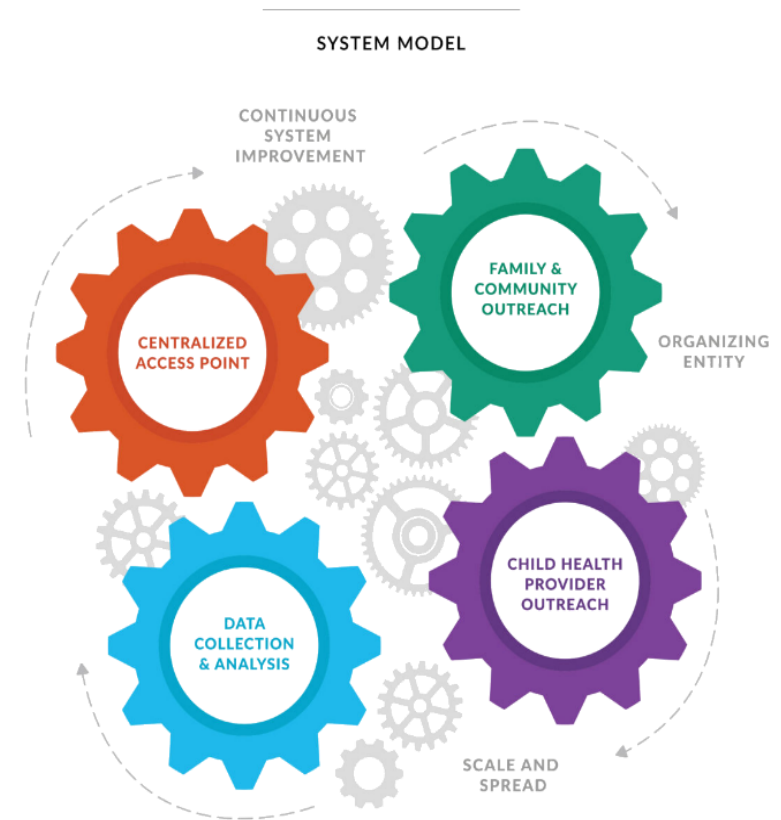 SYSTEM MODEL
CONTINUOUS
SYSTEM
IMPROVEMENT
FAMILY &
COMMUNITY
OUTREACH
CENTRALIZED
ACCESS POINT
ORGANIZING
ENTITY
CHILD HEALTH
PROVIDER
OUTREACH
DATA
COLLECTION
& ANALYSIS
SCALE AND
SPREAD